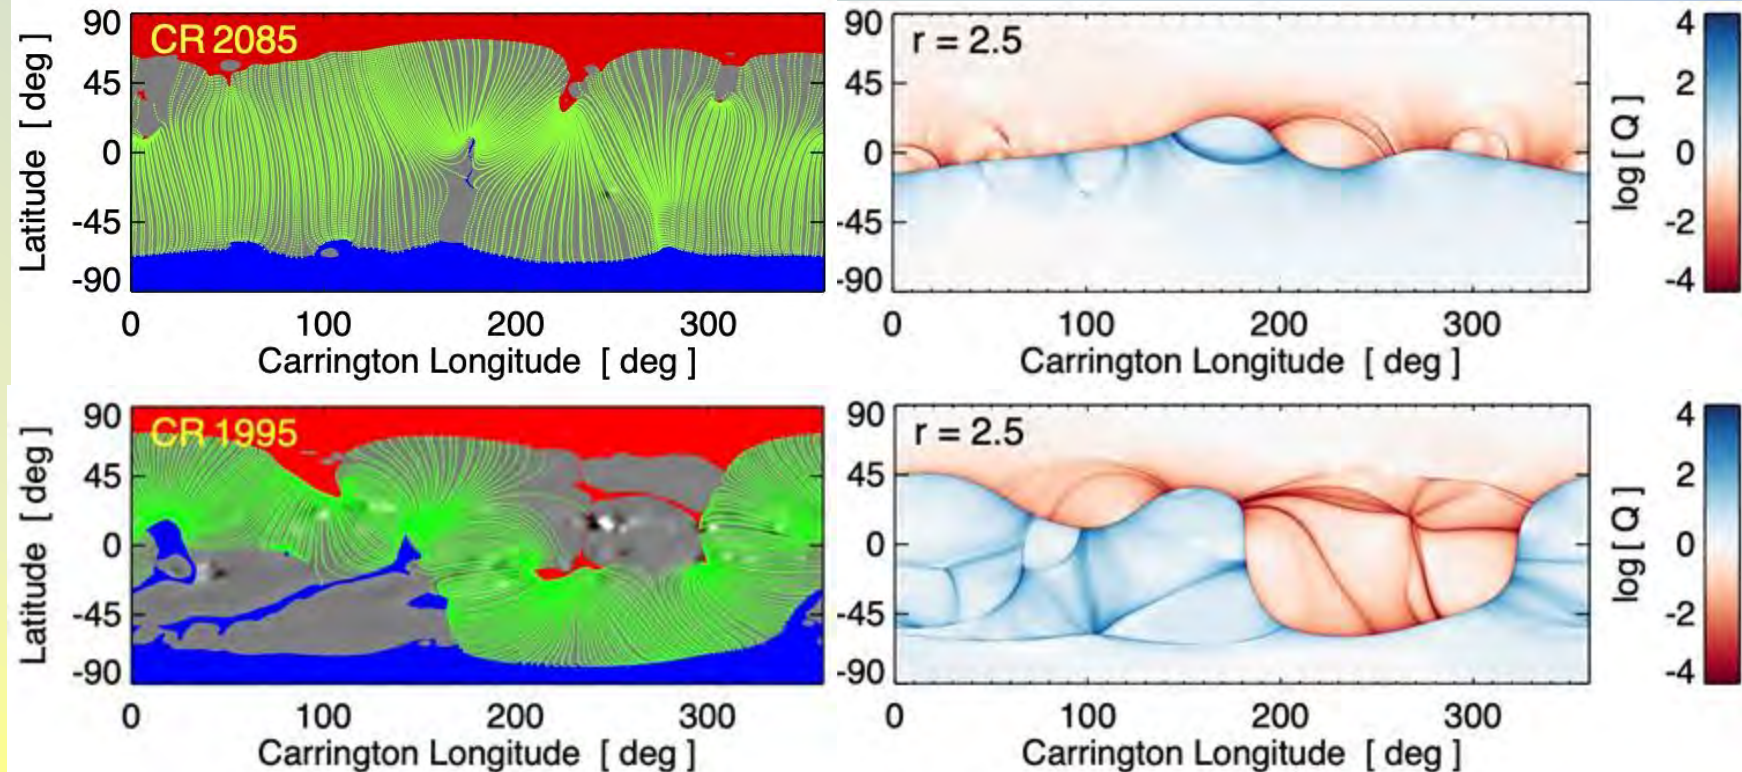 CR 2085
90
45
0
-45
-90
Latitude [ deg ]
0 100 200 300
Carrington Longitude [ deg ]
r = 2.5
90
45
0
-45
-90
0 100 200 300
Carrington Longitude [ deg ]
log[ Q ]
4
2
0
-2
-4
CR 1995
90
45
0
-45
-90
Latitude [ deg ]
0 100 200 300
Carrington Longitude [ deg ]
r = 2.5
90
45
0
-45
-90
0 100 200 300
Carrington Longitude [ deg ]
log[ Q ]
4
2
0
-2
-4